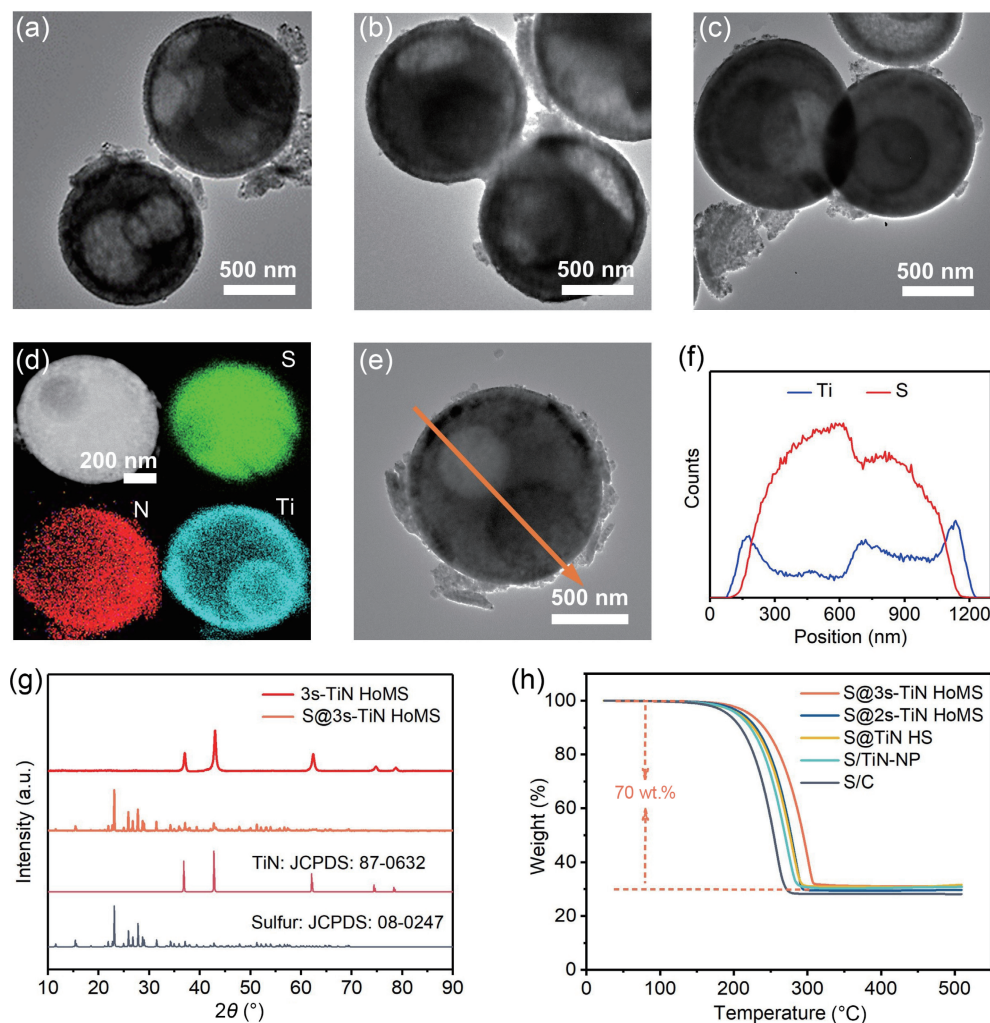 (a)
500 nm
(b)
500 nm
(c)
500 nm
(d)
S
200 nm
N
Ti
(e)
500 nm
(f)
Ti
S
Counts
0 300 600 900 1200
Position (nm)
(g)
3s-TiN HoMS
S@3s-TiN HoMS
TiN: JCPDS: 87-0632
Sulfur: JCPDS: 08-0247
Intensity (a.u.)
10 20 30 40 50 60 70 80 90
2θ (°)
(h)
S@3s-TiN HoMS
S@2s-TiN HoMS
S@TiN HS
S/TiN-NP
S/C
70 wt.%
Weight (%)
100
80
60
40
20
0
0 100 200 300 400 500
Temperature (°C)